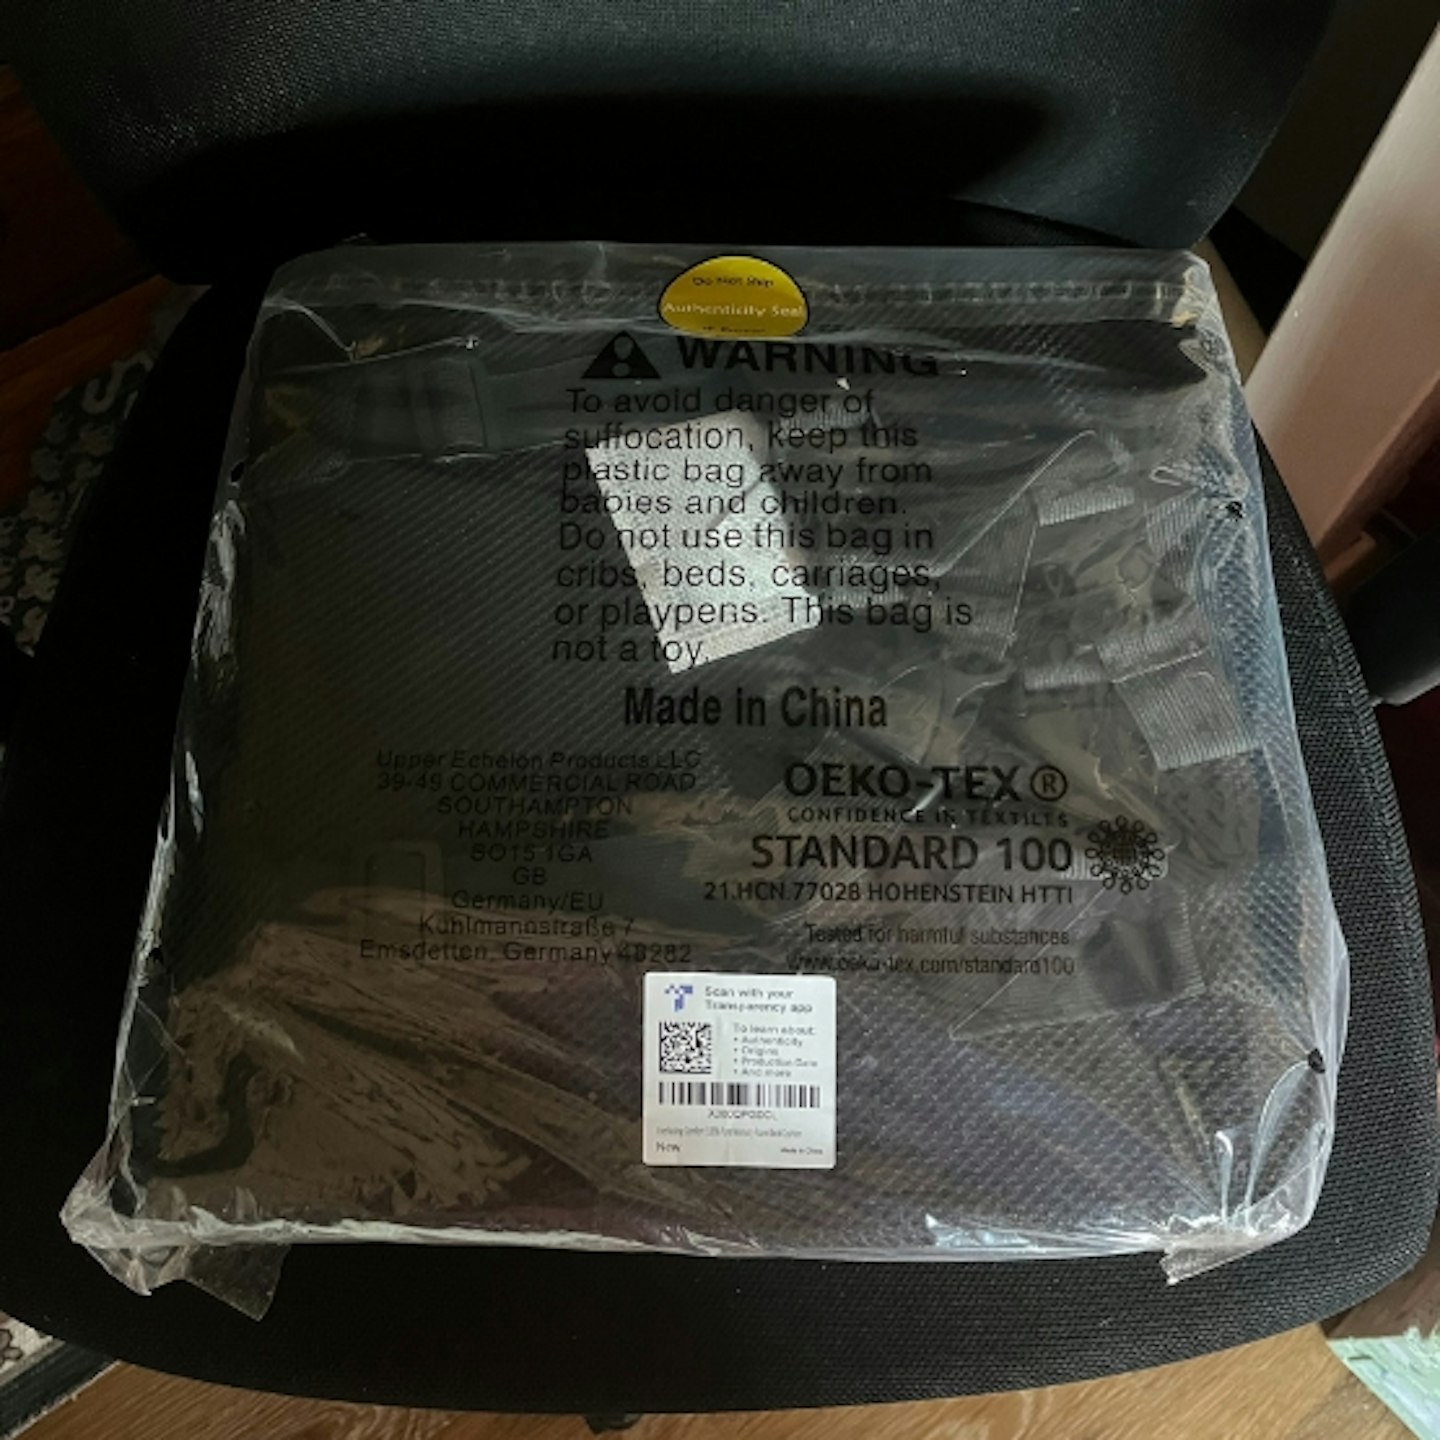 Do Not Ship
Authenticity Seal
WARNING
To avoid danger of
suffocation, keep this
plastic bag away from
babies and children.
Do not use this bag in
cribs, beds, carriages,
or playpens. This bag is
not a toy.
Made in China
Upper Echelon Products LLC
39-49 COMMERCIAL ROAD
SOUTHAMPTON
HAMPSHIRE
SO15 1GA
GB
Germany/EU
Kuhlmannstraße 7
Emsdetten, Germany 48282
OEKO-TEX ®
CONFIDENCE IN TEXTILES
STANDARD 100
21.HCN.77028 HOHENSTEIN HTTI
Tested for harmful substances
www.oeko-tex.com/standard100
Scan with your
Transparency app
To learn about:
• Authenticity
• Origins
• Production Date
• And more
New
Made in China